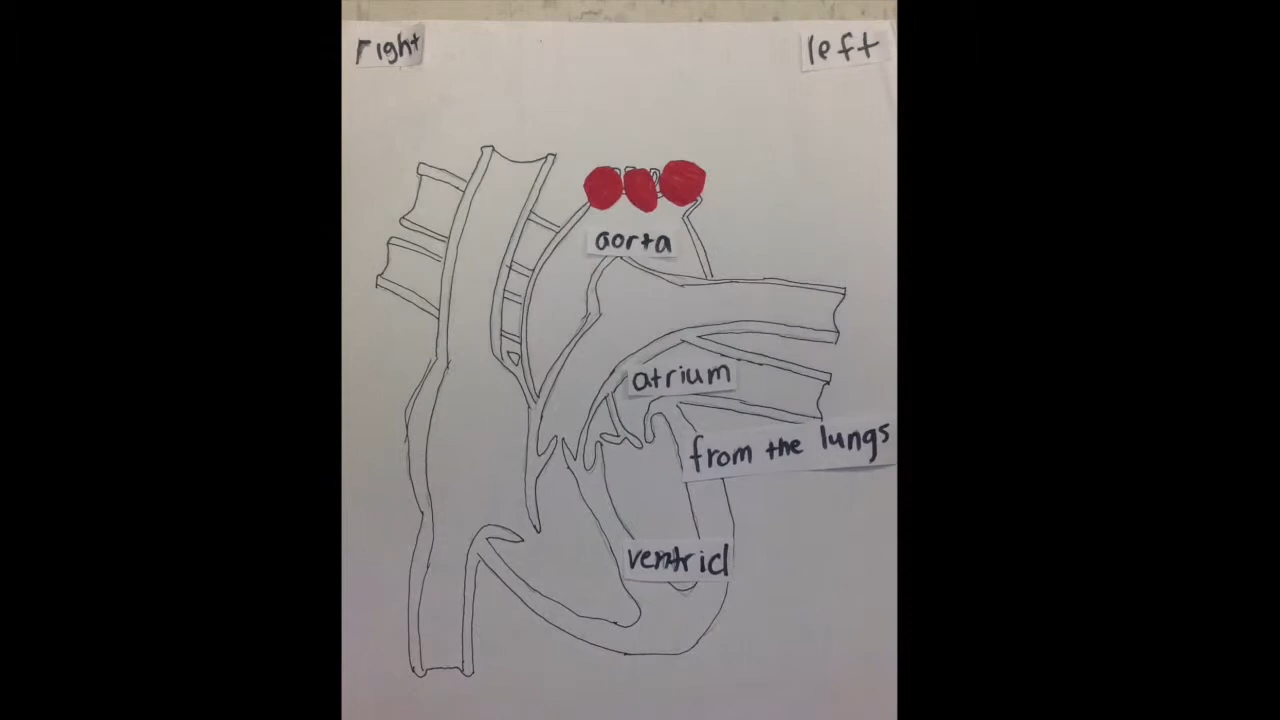 right
left
aorta
atrium
from the lungs
ventricl